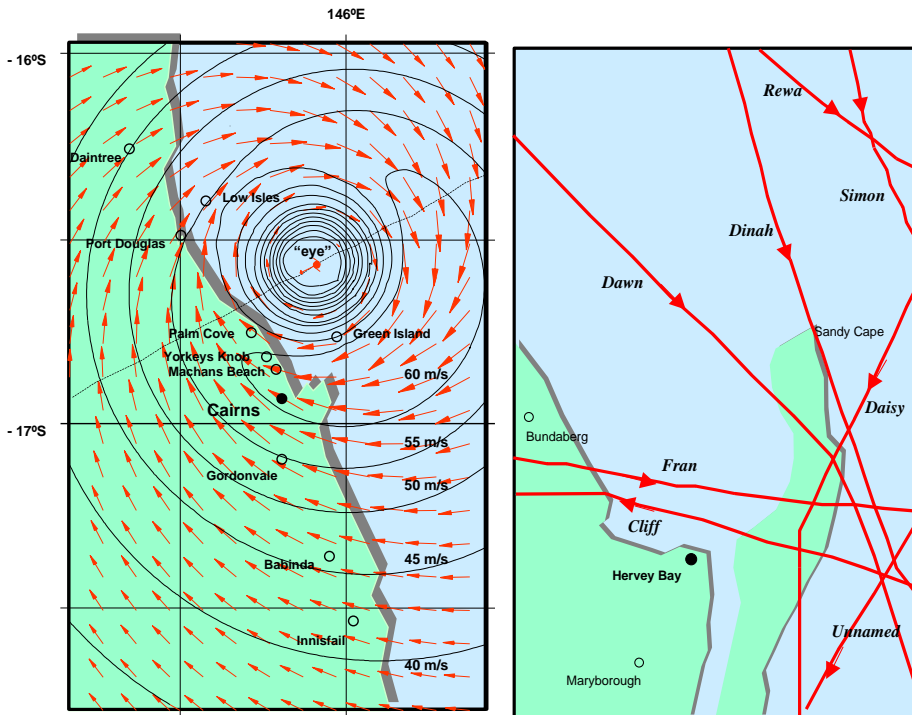 146ºE
- 16ºS
Daintree
Low Isles
Port Douglas
“eye”
Palm Cove
Green Island
Yorkeys Knob
Machans Beach
60 m/s
Cairns
- 17ºS
55 m/s
Gordonvale
50 m/s
Babinda
45 m/s
Innisfail
40 m/s
Rewa
Simon
Dinah
Dawn
Sandy Cape
Daisy
Bundaberg
Fran
Cliff
Hervey Bay
Unnamed
Maryborough